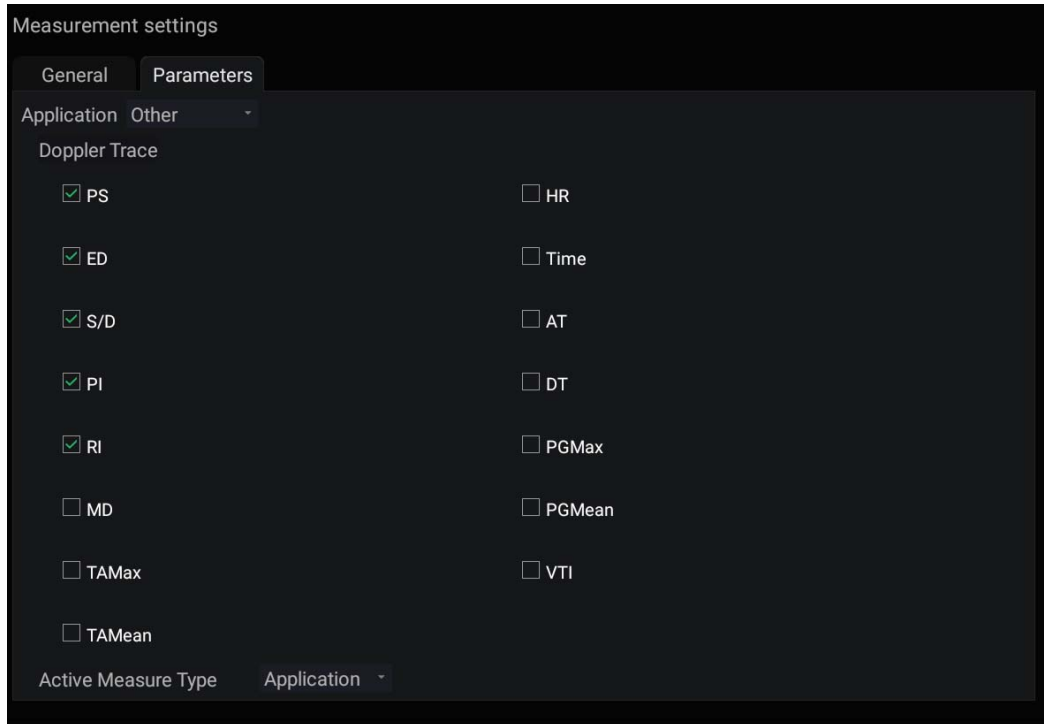 Measurement settings
General Parameters
Application Other
Doppler Trace
PS HR
ED Time
S/D AT
PI DT
RI PGMax
MD PGMean
TAMax VTI
TAMean
Active Measure Type Application